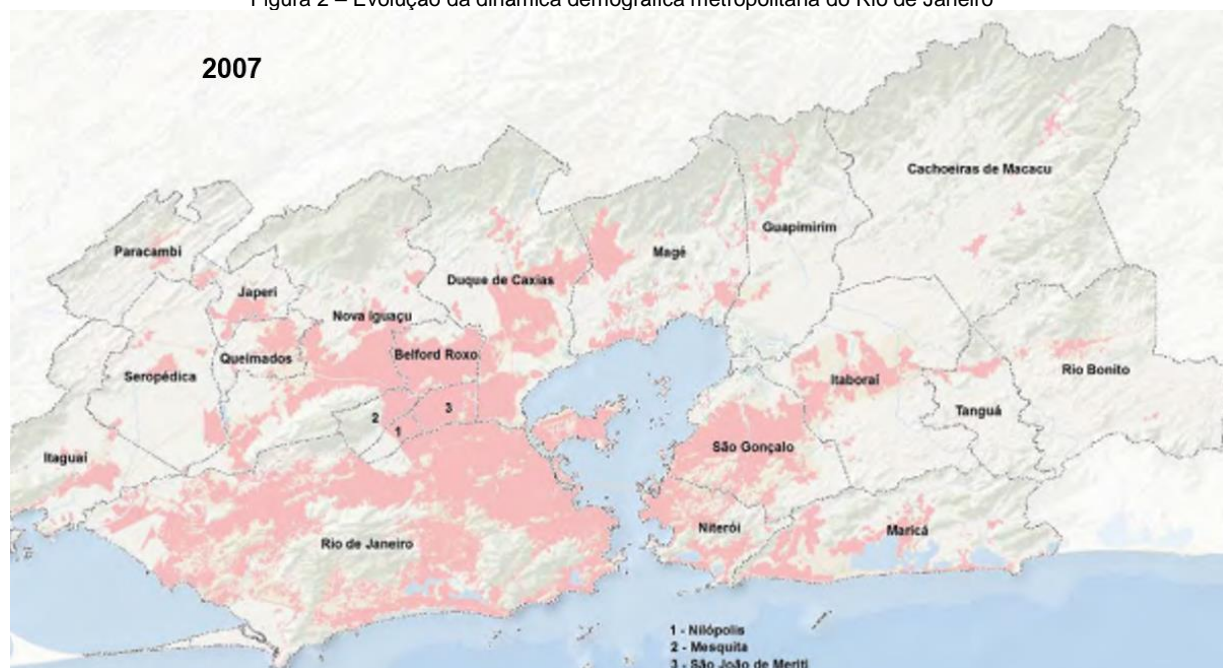 Figura 2 – Evolução da dinâmica demográfica metropolitana do Rio de Janeiro
2007
Cachoeiras de Macacu
Guapimirim
Paracambi
Magé
Duque de Caxias
Japeri
Nova Iguaçu
Queimados
Belford Roxo
Seropédica
Itaboraí
Rio Bonito
2
3
1
Tanguá
Itaguaí
São Gonçalo
Niterói
Maricá
Rio de Janeiro
1 - Nilópolis
2 - Mesquita
3 - São João de Meriti